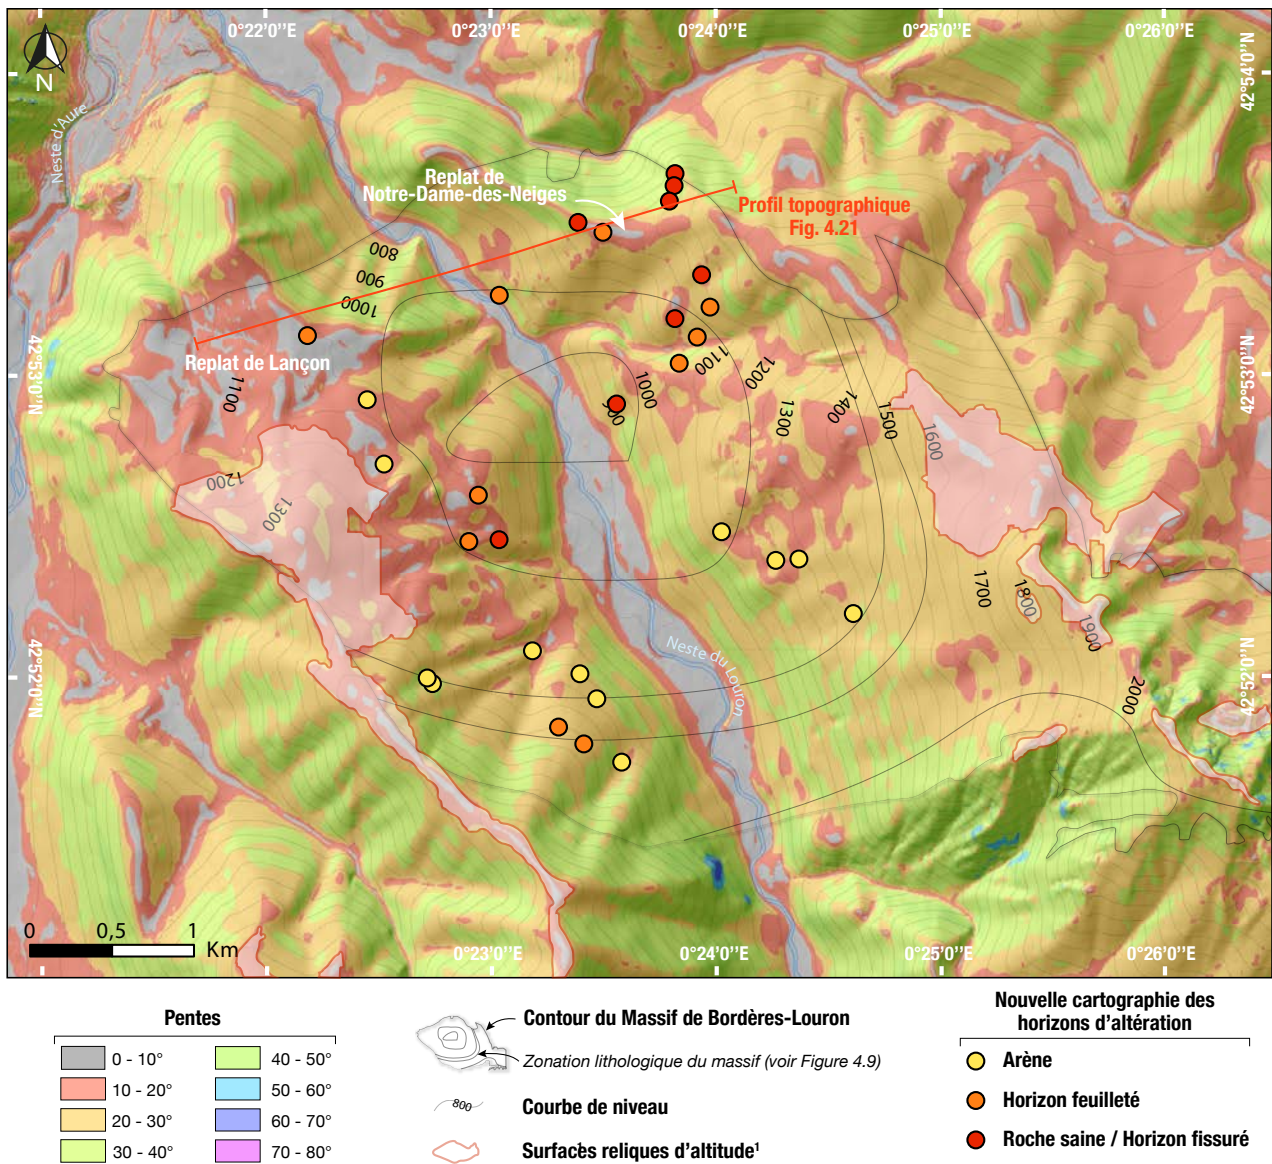 0°22'0''E
0°23'0''E
0°24'0''E
0°25'0''E
0°26'0''E
N
42°54'0''N
Neste d'Aure
Replat de
Notre-Dame-des-Neiges
Profil topographique
Fig. 4.21
800
900
1000
Replat de Lançon
42°53'0''N
42°53'0''N
1100
1200
1300
900
1000
1100
1200
1300
1400
1500
1600
1700
1800
1900
2000
Neste du Louron
42°52'0''N
42°52'0''N
0
0,5
1
Km
0°23'0''E
0°24'0''E
0°25'0''E
0°26'0''E
Pentes
0 - 10°
10 - 20°
20 - 30°
30 - 40°
40 - 50°
50 - 60°
60 - 70°
70 - 80°
Contour du Massif de Bordères-Louron
Zonation lithologique du massif (voir Figure 4.9)
800
Courbe de niveau
Surfaces reliques d'altitude¹
Nouvelle cartographie des
horizons d'altération
Arène
Horizon feuilleté
Roche saine / Horizon fissuré